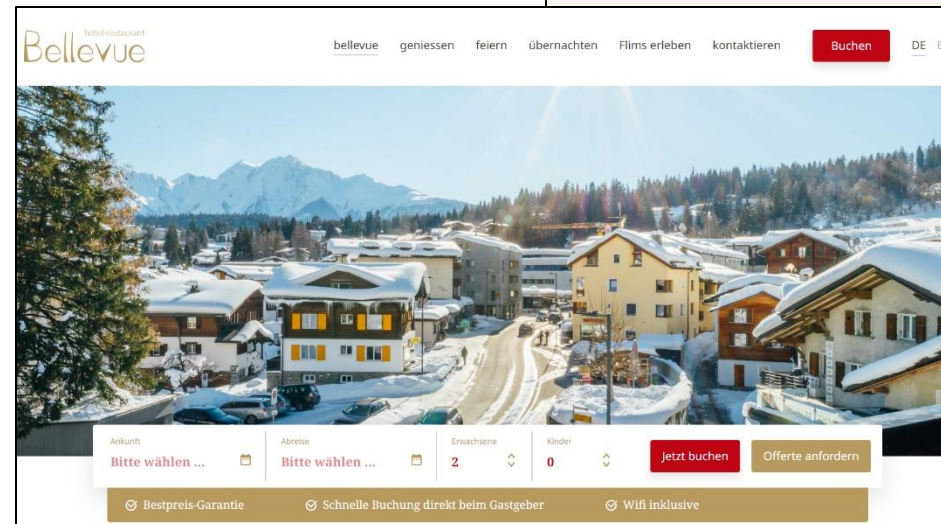 hotel-restaurant
Bellevue
bellevue geniessen feiern übernachten Flims erleben kontaktieren Buchen DE E
Ankunft Abreise Erwachsene Kinder
Bitte wählen ... Bitte wählen ... 2 0 Jetzt buchen Offerte anfordern
Bestpreis-Garantie Schnelle Buchung direkt beim Gastgeber Wifi inklusive